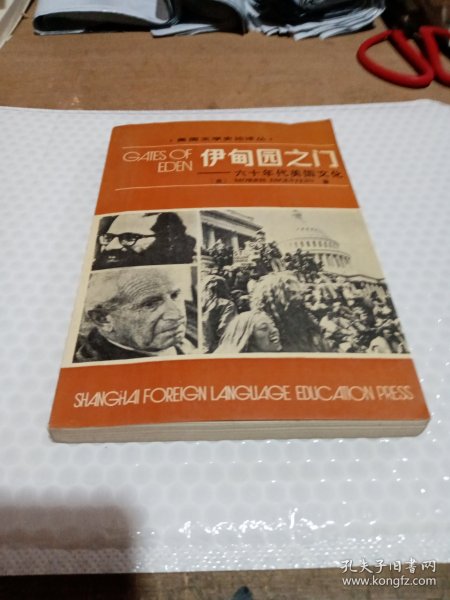 ·美国文学史论译丛·
GATES OF
EDEN
伊甸园之门
——六十年代美国文化
SHANGHAI FOREIGN LANGUAGE EDUCATION PRESS
孔夫子旧书网
www.kongfz.com